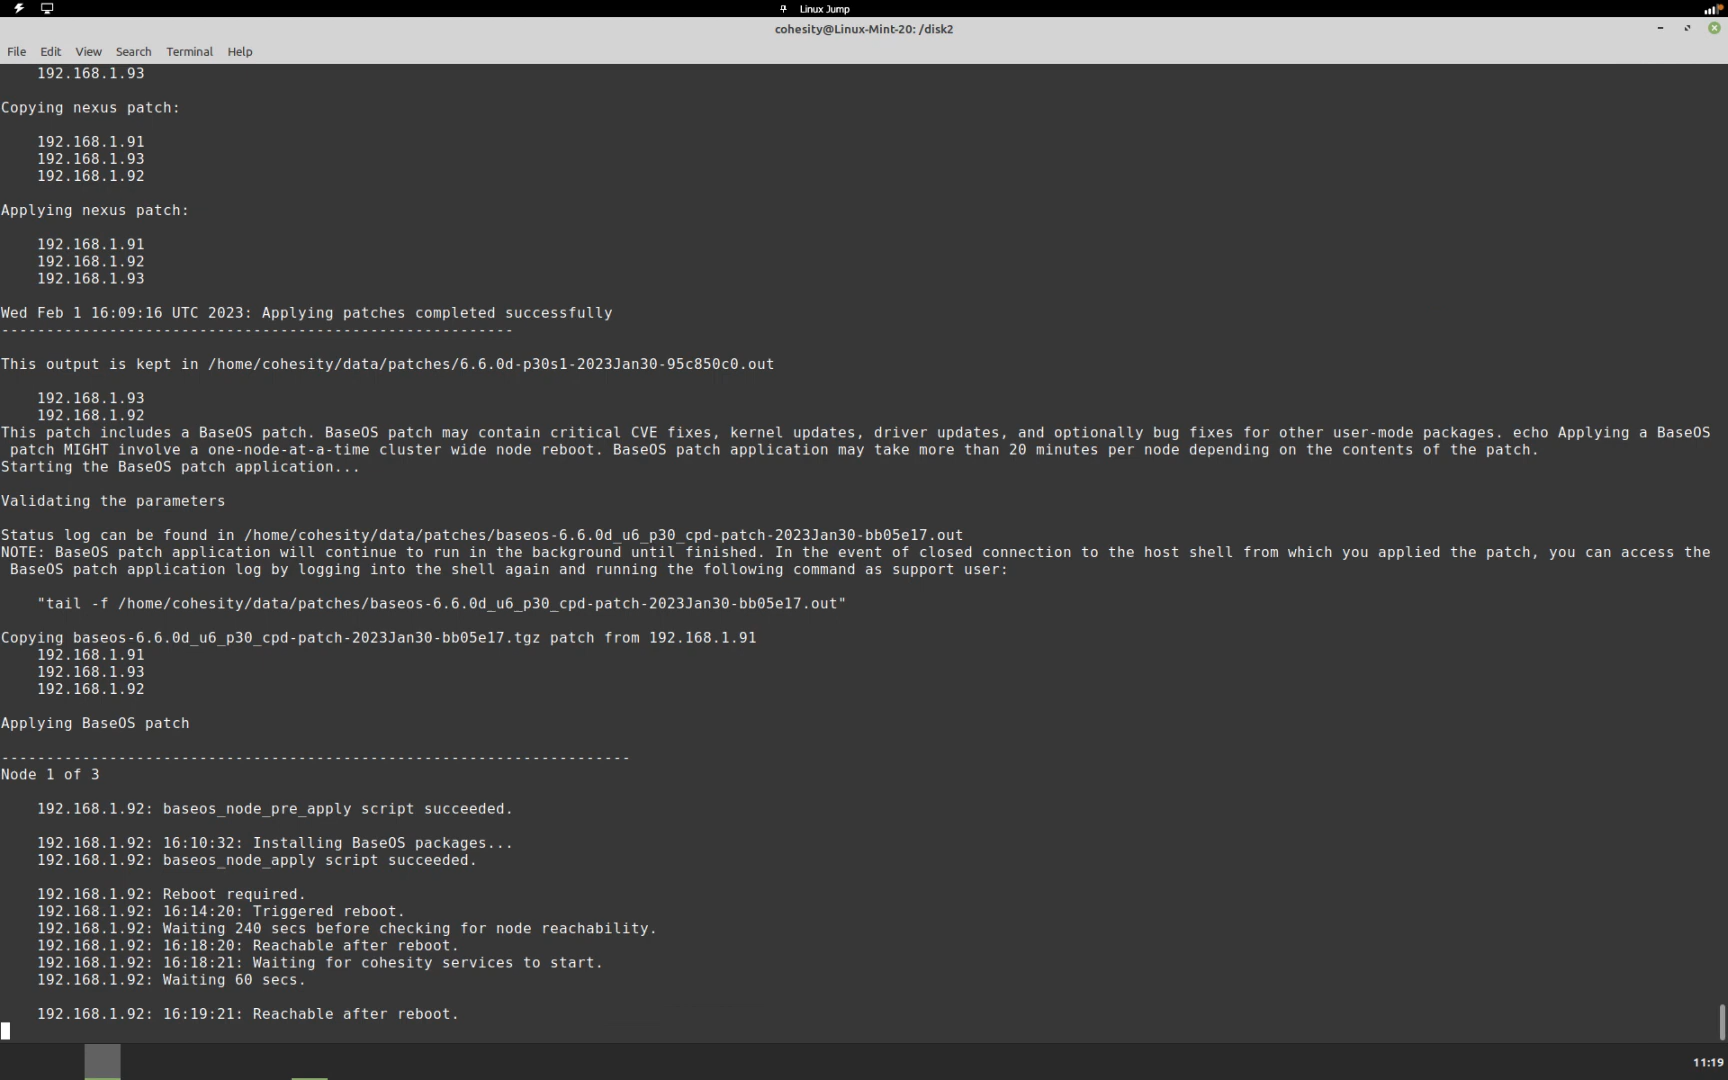 Linux Jump
cohesity@Linux-Mint-20: /disk2
File Edit View Search Terminal Help
192.168.1.93
Copying nexus patch:
192.168.1.91
192.168.1.93
192.168.1.92
Applying nexus patch:
192.168.1.91
192.168.1.92
192.168.1.93
Wed Feb 1 16:09:16 UTC 2023: Applying patches completed successfully
---------------------------------------------------------
This output is kept in /home/cohesity/data/patches/6.6.0d-p30s1-2023Jan30-95c850c0.out
192.168.1.93
192.168.1.92
This patch includes a BaseOS patch. BaseOS patch may contain critical CVE fixes, kernel updates, driver updates, and optionally bug fixes for other user-mode packages. echo Applying a BaseOS
patch MIGHT involve a one-node-at-a-time cluster wide node reboot. BaseOS patch application may take more than 20 minutes per node depending on the contents of the patch.
Starting the BaseOS patch application...
Validating the parameters
Status log can be found in /home/cohesity/data/patches/baseos-6.6.0d_u6_p30_cpd-patch-2023Jan30-bb05e17.out
NOTE: BaseOS patch application will continue to run in the background until finished. In the event of closed connection to the host shell from which you applied the patch, you can access the
BaseOS patch application log by logging into the shell again and running the following command as support user:
"tail -f /home/cohesity/data/patches/baseos-6.6.0d_u6_p30_cpd-patch-2023Jan30-bb05e17.out"
Copying baseos-6.6.0d_u6_p30_cpd-patch-2023Jan30-bb05e17.tgz patch from 192.168.1.91
192.168.1.91
192.168.1.93
192.168.1.92
Applying BaseOS patch
----------------------------------------------------------------------
Node 1 of 3
192.168.1.92: baseos_node_pre_apply script succeeded.
192.168.1.92: 16:10:32: Installing BaseOS packages...
192.168.1.92: baseos_node_apply script succeeded.
192.168.1.92: Reboot required.
192.168.1.92: 16:14:20: Triggered reboot.
192.168.1.92: Waiting 240 secs before checking for node reachability.
192.168.1.92: 16:18:20: Reachable after reboot.
192.168.1.92: 16:18:21: Waiting for cohesity services to start.
192.168.1.92: Waiting 60 secs.
192.168.1.92: 16:19:21: Reachable after reboot.
11:19